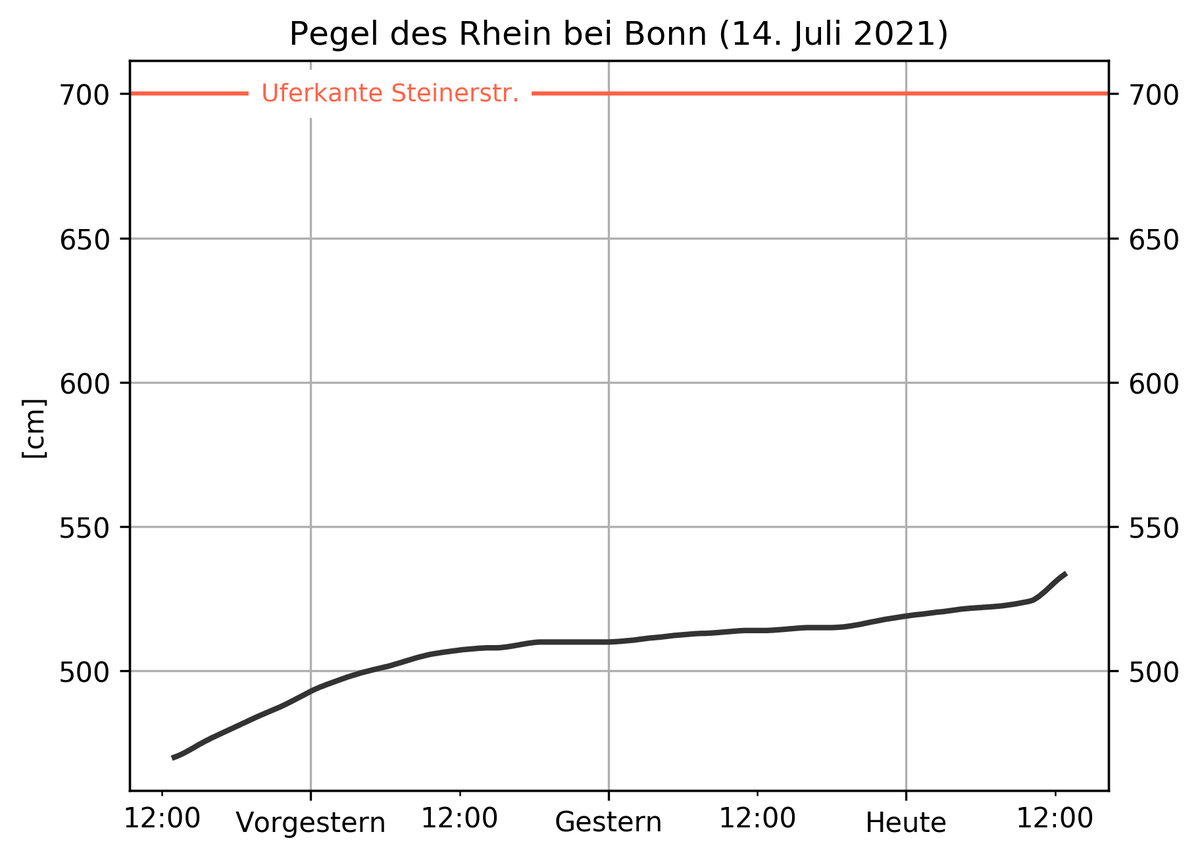 Pegel des Rhein bei Bonn (14. Juli 2021)
700 Uferkante Steinerstr. 700
650 650
600 600
[cm]
550 550
500 500
12:00 Vorgestern 12:00 Gestern 12:00 Heute 12:00